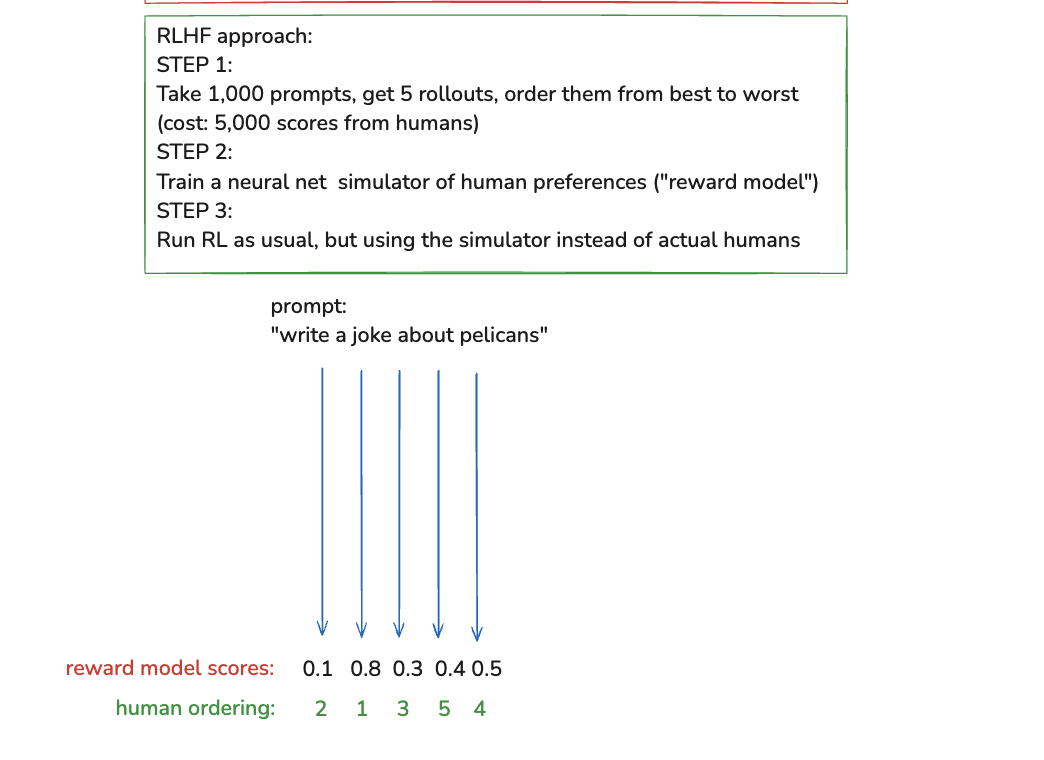 RLHF approach:
STEP 1:
Take 1,000 prompts, get 5 rollouts, order them from best to worst
(cost: 5,000 scores from humans)
STEP 2:
Train a neural net  simulator of human preferences ("reward model")
STEP 3:
Run RL as usual, but using the simulator instead of actual humans
prompt:
"write a joke about pelicans"
reward model scores: 0.1 0.8 0.3 0.4 0.5
human ordering: 2 1 3 5 4